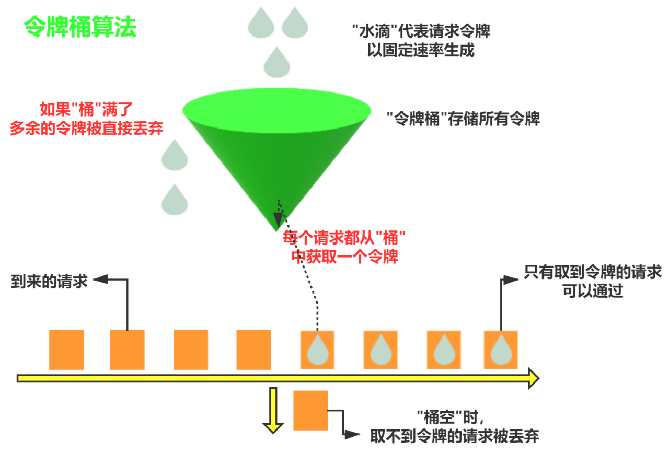 令牌桶算法
"水滴"代表请求令牌
以固定速率生成
如果"桶"满了
多余的令牌被直接丢弃
"令牌桶"存储所有令牌
每个请求都从"桶"
中获取一个令牌
到来的请求
只有取到令牌的请求
可以通过
"桶空"时，
取不到令牌的请求被丢弃